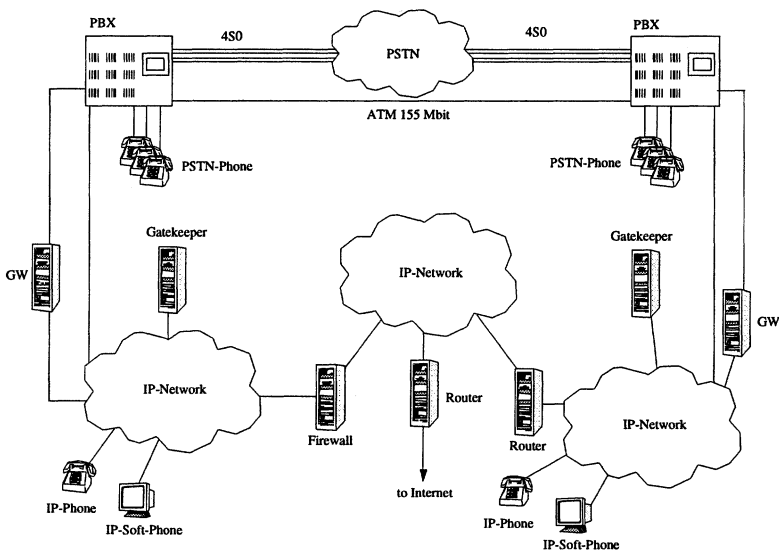 PBX
4S0
PSTN
4S0
PBX
ATM 155 Mbit
PSTN-Phone
PSTN-Phone
Gatekeeper
Gatekeeper
GW
IP-Network
GW
IP-Network
Router
IP-Network
Firewall
Router
to Internet
IP-Phone
IP-Phone
IP-Soft-Phone
IP-Soft-Phone